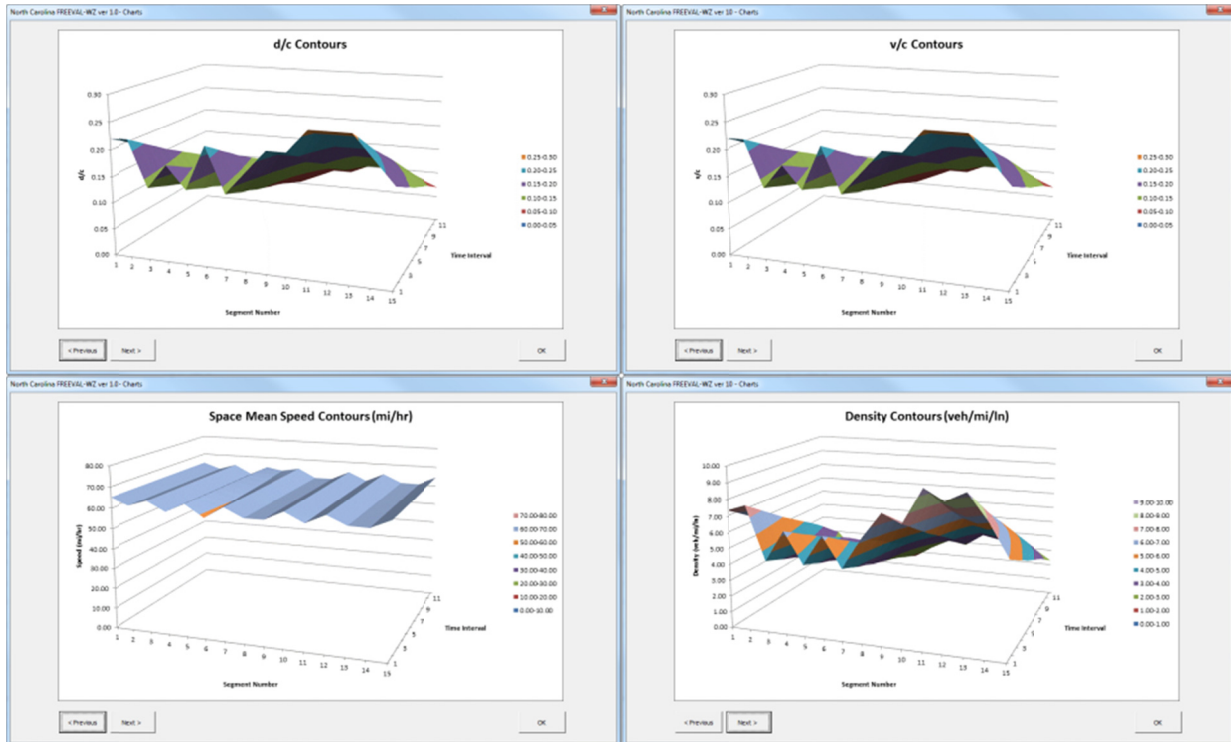 North Carolina FREEVAL-WZ ver 1.0- Charts
d/c Contours
0.30
0.25
0.20
0.15
0.10
0.05
0.00
d/c
1 2 3 4 5 6 7 8 9 10 11 12 13 14 15
Segment Number
1 3 5 7 9 11
Time Interval
0.25-0.30
0.20-0.25
0.15-0.20
0.10-0.15
0.05-0.10
0.00-0.05
< Previous Next > OK
North Carolina FREEVAL-WZ ver 10 - Charts
v/c Contours
0.30
0.25
0.20
0.15
0.10
0.05
0.00
v/c
1 2 3 4 5 6 7 8 9 10 11 12 13 14 15
Segment Number
1 3 5 7 9 11
Time Interval
0.25-0.30
0.20-0.25
0.15-0.20
0.10-0.15
0.05-0.10
0.00-0.05
< Previous Next > OK
North Carolina FREEVAL-WZ ver 1.0- Charts
Space Mean Speed Contours (mi/hr)
80.00
70.00
60.00
50.00
40.00
30.00
20.00
10.00
0.00
Speed (mi/hr)
1 2 3 4 5 6 7 8 9 10 11 12 13 14 15
Segment Number
1 3 5 7 9 11
Time Interval
70.00-80.00
60.00-70.00
50.00-60.00
40.00-50.00
30.00-40.00
20.00-30.00
10.00-20.00
0.00-10.00
< Previous Next > OK
North Carolina FREEVAL-WZ ver 10 - Charts
Density Contours (veh/mi/ln)
10.00
9.00
8.00
7.00
6.00
5.00
4.00
3.00
2.00
1.00
0.00
Density (veh/mi/ln)
1 2 3 4 5 6 7 8 9 10 11 12 13 14 15
Segment Number
1 3 5 7 9 11
Time Interval
9.00-10.00
8.00-9.00
7.00-8.00
6.00-7.00
5.00-6.00
4.00-5.00
3.00-4.00
2.00-3.00
1.00-2.00
0.00-1.00
< Previous Next > OK